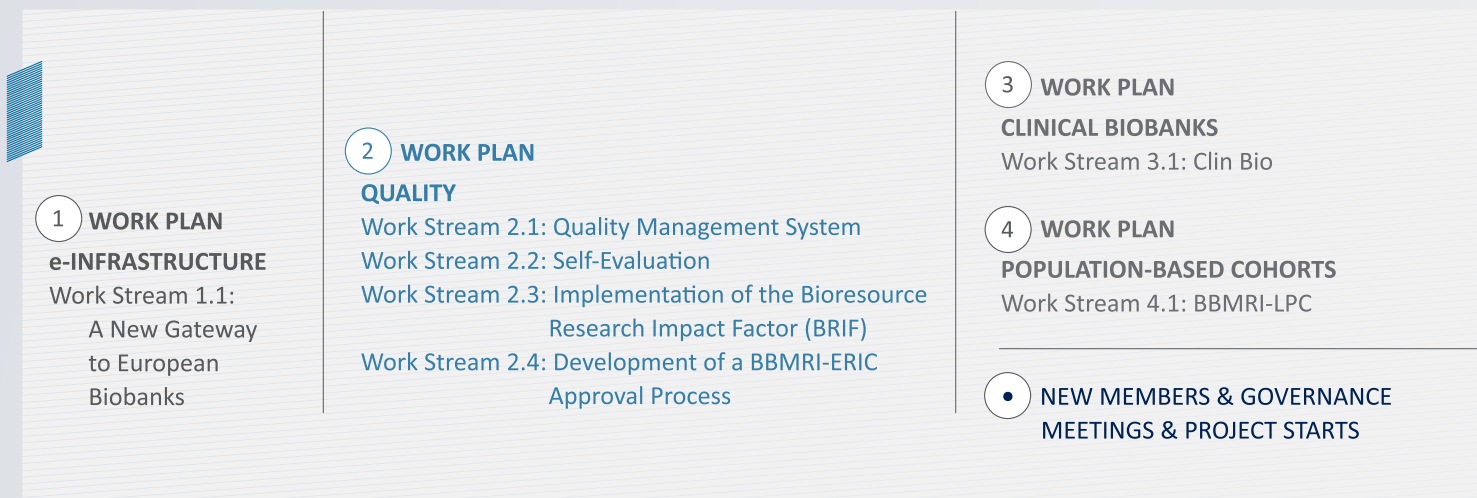 1 WORK PLAN
e-INFRASTRUCTURE
Work Stream 1.1:
A New Gateway
to European
Biobanks
2 WORK PLAN
QUALITY
Work Stream 2.1: Quality Management System
Work Stream 2.2: Self-Evaluation
Work Stream 2.3: Implementation of the Bioresource
Research Impact Factor (BRIF)
Work Stream 2.4: Development of a BBMRI-ERIC
Approval Process
3 WORK PLAN
CLINICAL BIOBANKS
Work Stream 3.1: Clin Bio
4 WORK PLAN
POPULATION-BASED COHORTS
Work Stream 4.1: BBMRI-LPC
• NEW MEMBERS & GOVERNANCE
MEETINGS & PROJECT STARTS